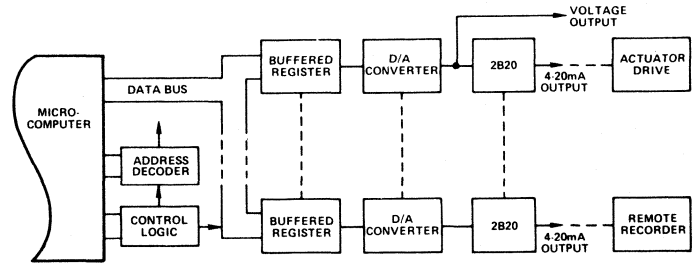 VOLTAGE
OUTPUT
MICRO-
COMPUTER
DATA BUS
BUFFERED
REGISTER
D/A
CONVERTER
2B20
4-20mA
OUTPUT
ACTUATOR
DRIVE
ADDRESS
DECODER
CONTROL
LOGIC
BUFFERED
REGISTER
D/A
CONVERTER
2B20
4-20mA
OUTPUT
REMOTE
RECORDER